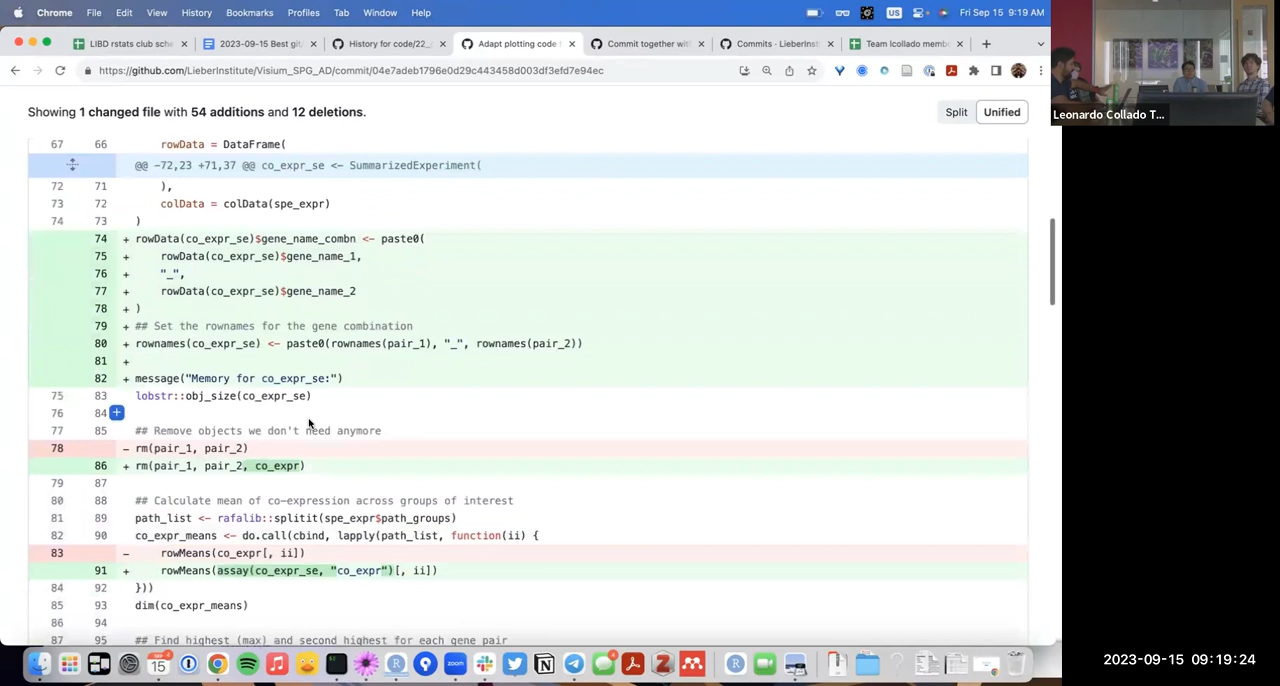 Chrome File Edit View History Bookmarks Profiles Tab Window Help US Fri Sep 15 9:19 AM
LIBD rstats club sche × 2023-09-15 Best git × History for code/22_ × Adapt plotting code × Commit together wit × Commits · LieberInst × Team lcollado memb ×
https://github.com/LieberInstitute/Visium_SPG_AD/commit/04e7adeb1796e0d29c443458d003df3efd7e94ec
Leonardo Collado T...
Showing 1 changed file with 54 additions and 12 deletions. Split Unified
67 66 rowData = DataFrame(
@@ -72,23 +71,37 @@ co_expr_se <- SummarizedExperiment(
72 71 ),
73 72 colData = colData(spe_expr)
74 73 )
74 + rowData(co_expr_se)$gene_name_combn <- paste0(
75 + rowData(co_expr_se)$gene_name_1,
76 + "_",
77 + rowData(co_expr_se)$gene_name_2
78 + )
79 + ## Set the rownames for the gene combination
80 + rownames(co_expr_se) <- paste0(rownames(pair_1), "_", rownames(pair_2))
81 +
82 + message("Memory for co_expr_se:")
75 83 lobstr::obj_size(co_expr_se)
76 84
77 85 ## Remove objects we don't need anymore
78 - rm(pair_1, pair_2)
86 + rm(pair_1, pair_2, co_expr)
79 87
80 88 ## Calculate mean of co-expression across groups of interest
81 89 path_list <- rafalib::splitit(spe_expr$path_groups)
82 90 co_expr_means <- do.call(cbind, lapply(path_list, function(ii) {
83 - rowMeans(co_expr[, ii])
91 + rowMeans(assay(co_expr_se, "co_expr")[, ii])
84 92 }))
85 93 dim(co_expr_means)
86 94
87 95 ## Find highest (max) and second highest for each gene pair
2023-09-15 09:19:24